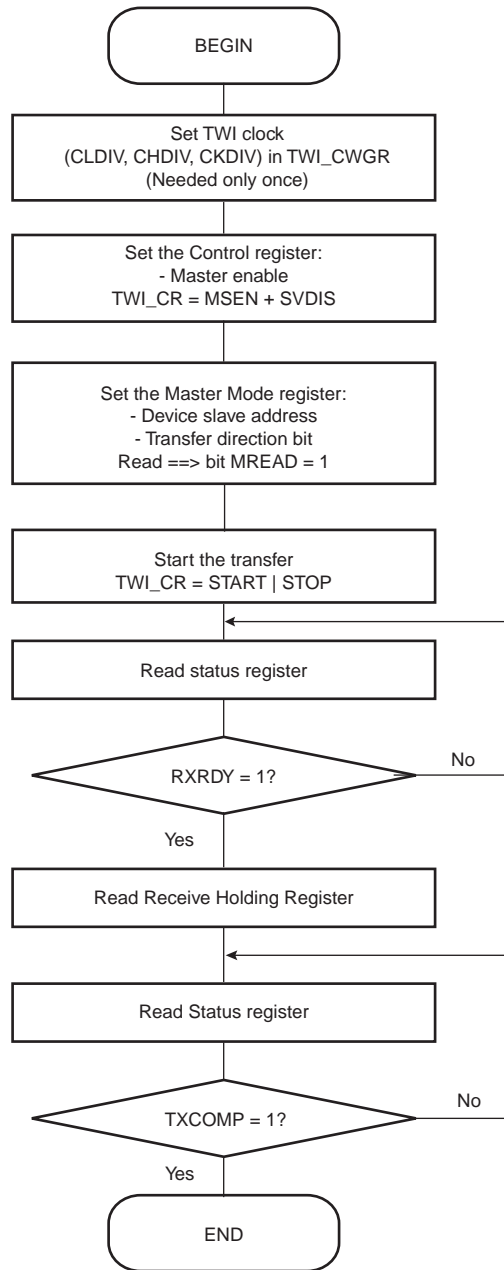 BEGIN
Set TWI clock
(CLDIV, CHDIV, CKDIV) in TWI_CWGR
(Needed only once)
Set the Control register:
- Master enable
TWI_CR = MSEN + SVDIS
Set the Master Mode register:
- Device slave address
- Transfer direction bit
Read ==> bit MREAD = 1
Start the transfer
TWI_CR = START | STOP
Read status register
RXRDY = 1?
No
Yes
Read Receive Holding Register
Read Status register
TXCOMP = 1?
No
Yes
END